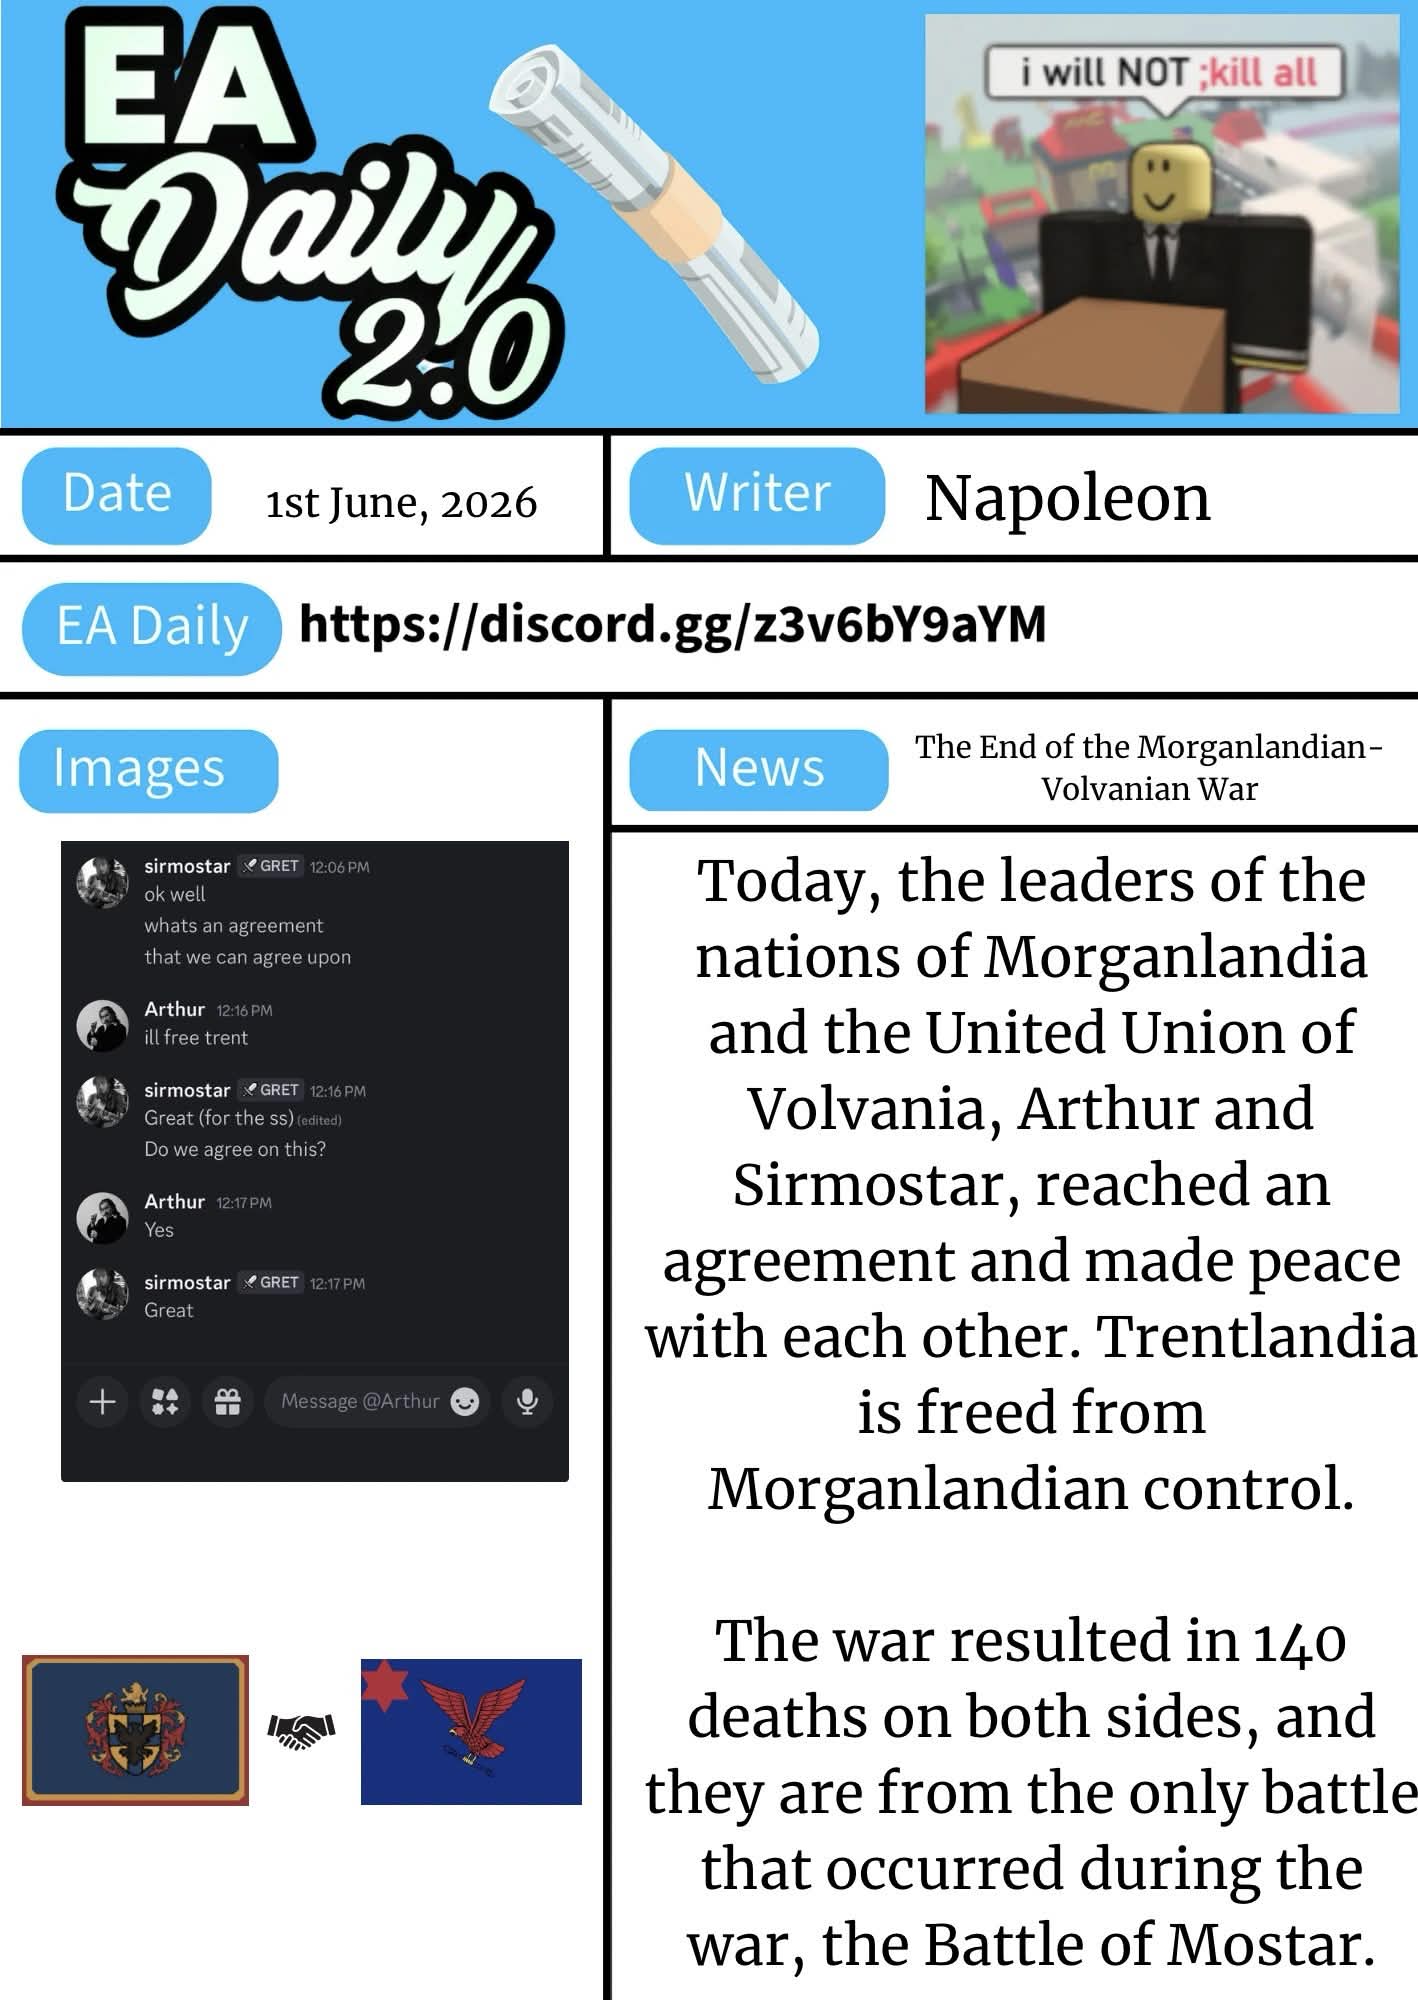 EA
Daily
2.0
i will NOT ;kill all
Date
1st June, 2026
Writer
Napoleon
EA Daily
https://discord.gg/z3v6bY9aYM
Images
sirmostar GRET 12:06 PM
ok well
whats an agreement
that we can agree upon
Arthur 12:16 PM
ill free trent
sirmostar GRET 12:16 PM
Great (for the ss) (edited)
Do we agree on this?
Arthur 12:17 PM
Yes
sirmostar GRET 12:17 PM
Great
Message @Arthur
News
The End of the Morganlandian-
Volvanian War
Today, the leaders of the
nations of Morganlandia
and the United Union of
Volvania, Arthur and
Sirmostar, reached an
agreement and made peace
with each other. Trentlandia
is freed from
Morganlandian control.
The war resulted in 140
deaths on both sides, and
they are from the only battle
that occurred during the
war, the Battle of Mostar.